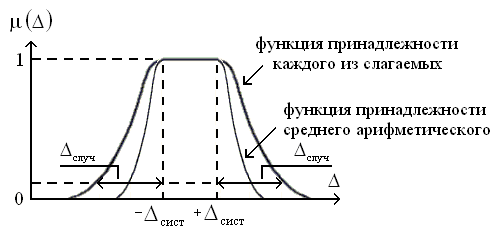 μ(Δ)
1
функция принадлежности
каждого из слагаемых
функция принадлежности
среднего арифметического
Δслуч
Δслуч
Δ
0
-Δсист +Δсист